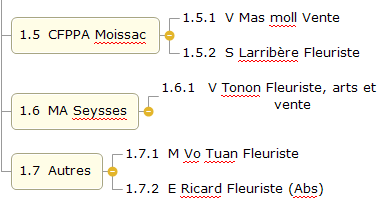 1.5 CFPPA Moissac
1.5.1 V Mas moll Vente
1.5.2 S Larribère Fleuriste
1.6 MA Seysses
1.6.1 V Tonon Fleuriste, arts et
vente
1.7 Autres
1.7.1 M Vo Tuan Fleuriste
1.7.2 E Ricard Fleuriste (Abs)